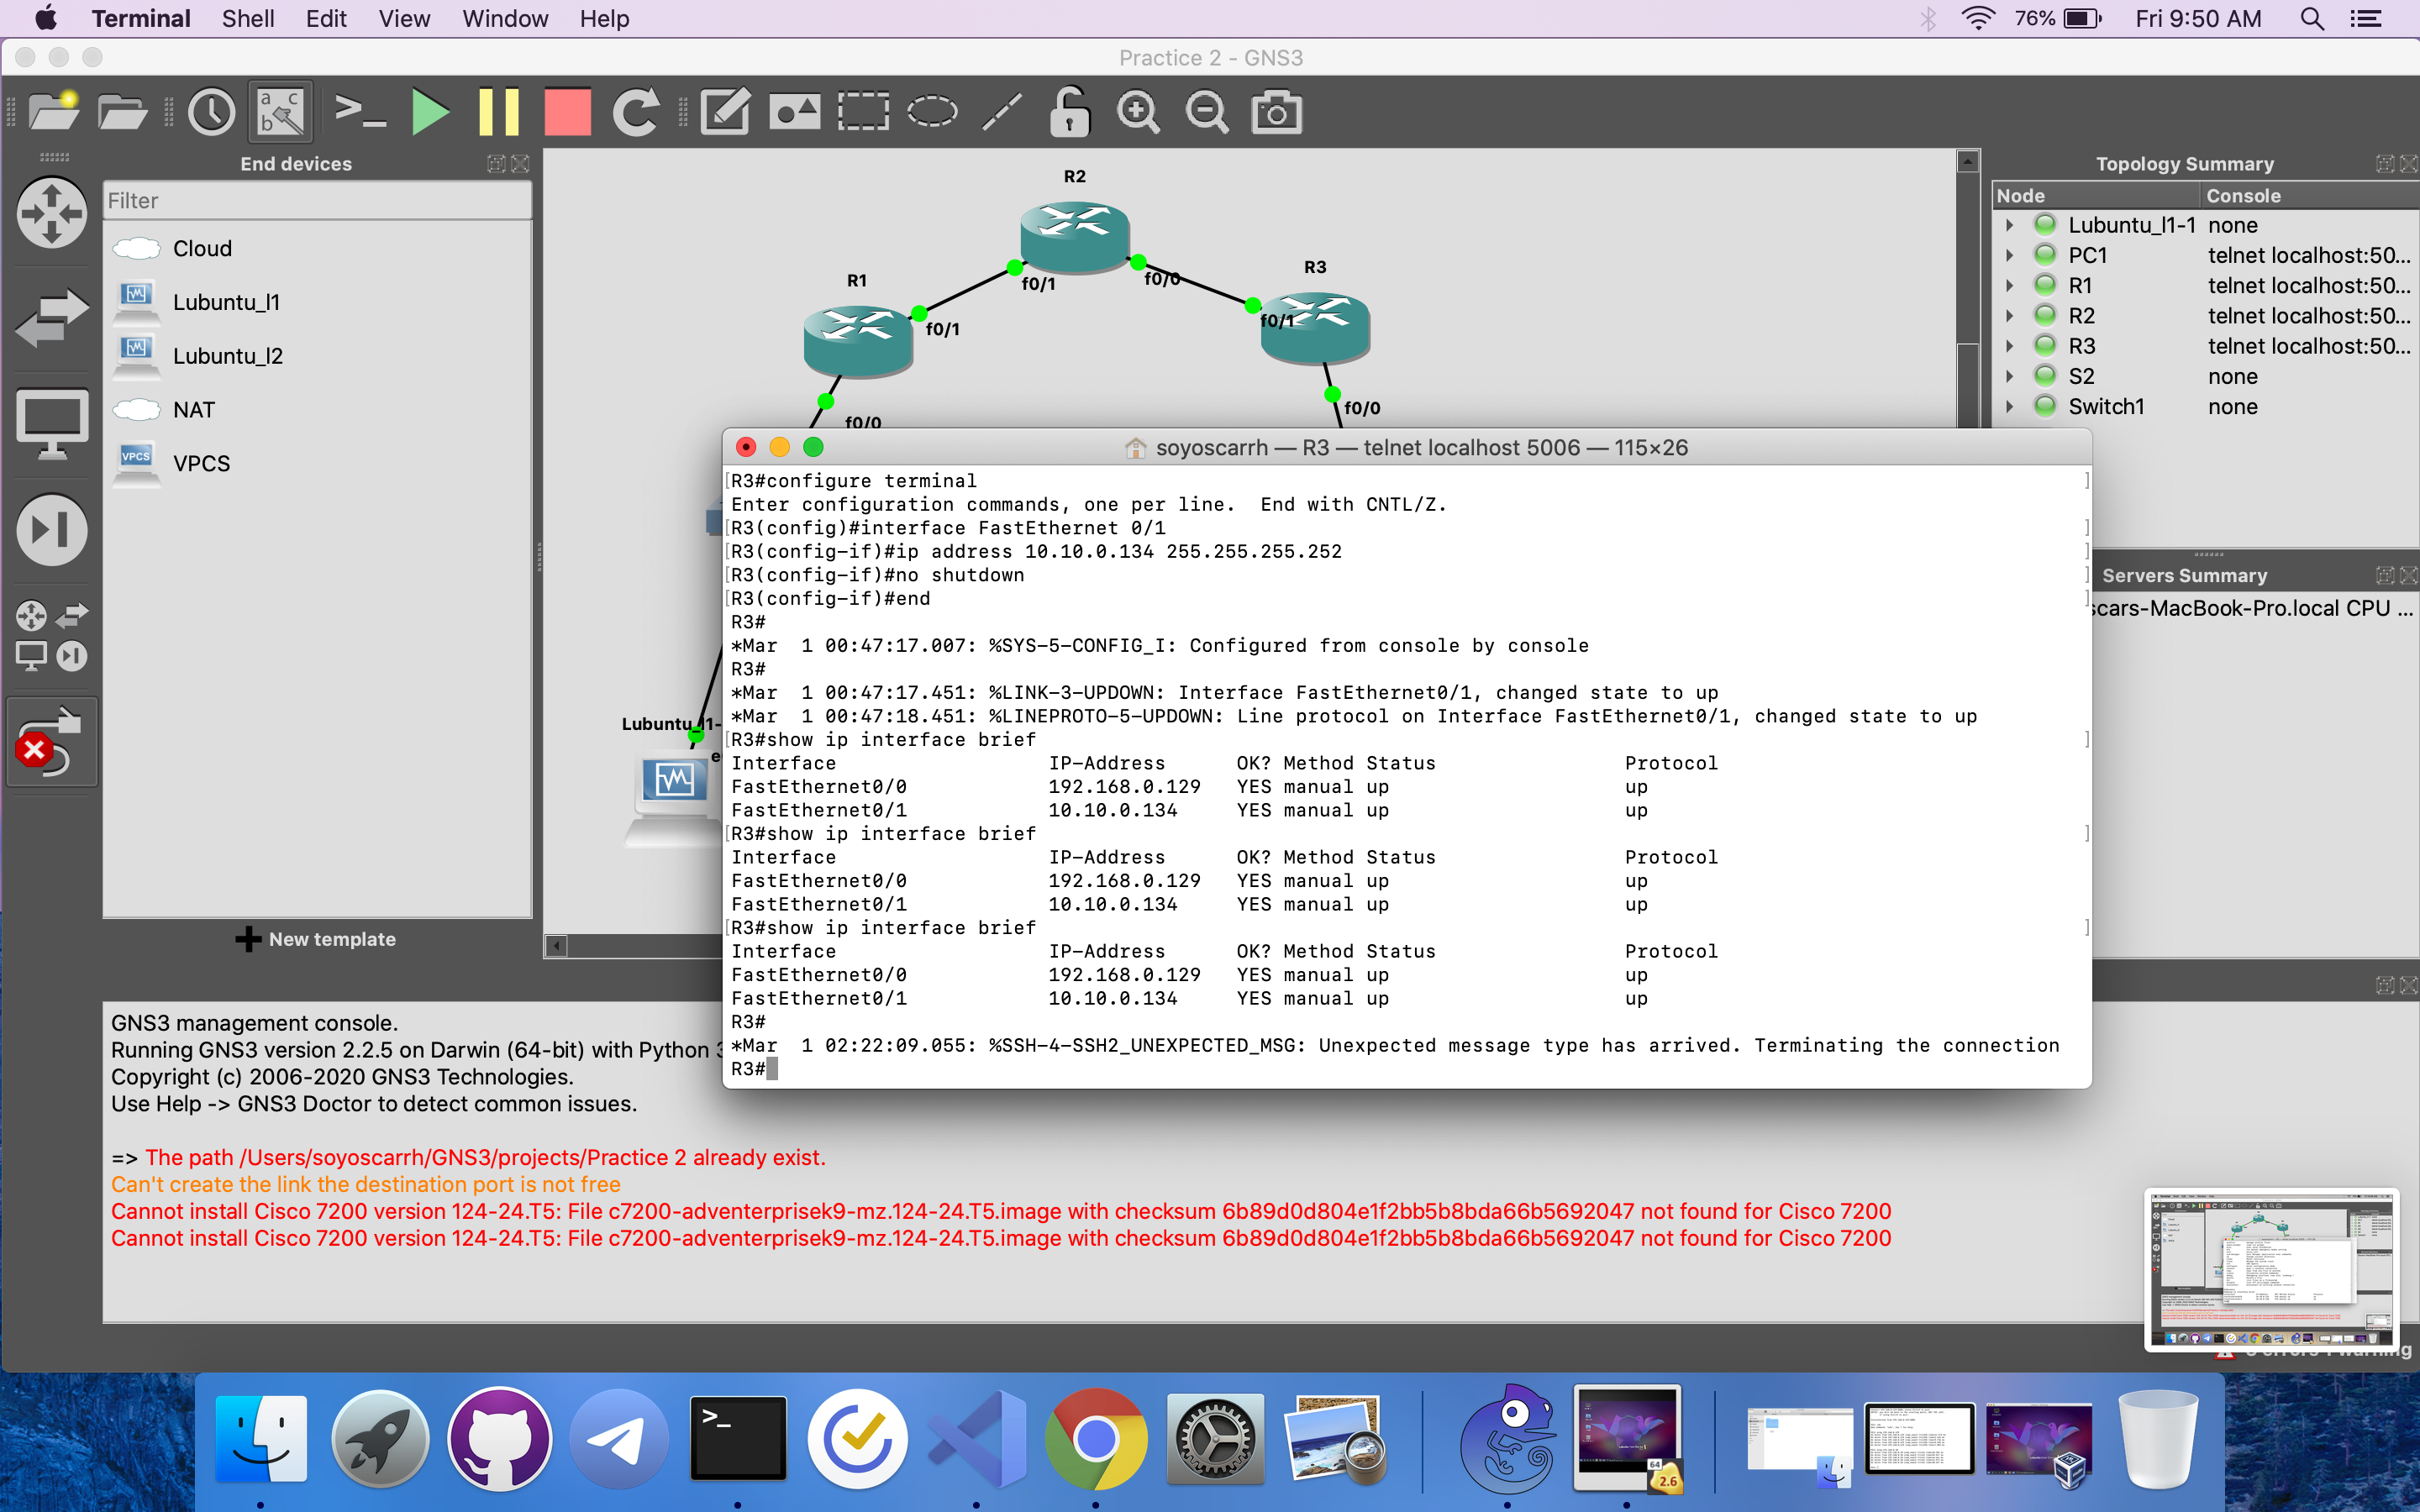 Terminal Shell Edit View Window Help 76% Fri 9:50 AM
Practice 2 - GNS3
a c
b
>_
End devices
Filter
Cloud
Lubuntu_l1
Lubuntu_l2
NAT
VPCS
VPCS
New template
R2
R1
R3
f0/1
f0/0
f0/1
f0/1
f0/0
f0/0
Lubuntu_l1-
e
Topology Summary
Node Console
Lubuntu_l1-1 none
PC1 telnet localhost:50...
R1 telnet localhost:50...
R2 telnet localhost:50...
R3 telnet localhost:50...
S2 none
Switch1 none
Servers Summary
scars-MacBook-Pro.local CPU ...
soyoscarrh — R3 — telnet localhost 5006 — 115×26
[R3#configure terminal ]
Enter configuration commands, one per line.  End with CNTL/Z.
[R3(config)#interface FastEthernet 0/1 ]
[R3(config-if)#ip address 10.10.0.134 255.255.255.252 ]
[R3(config-if)#no shutdown ]
[R3(config-if)#end ]
R3#
*Mar  1 00:47:17.007: %SYS-5-CONFIG_I: Configured from console by console
R3#
*Mar  1 00:47:17.451: %LINK-3-UPDOWN: Interface FastEthernet0/1, changed state to up
*Mar  1 00:47:18.451: %LINEPROTO-5-UPDOWN: Line protocol on Interface FastEthernet0/1, changed state to up
[R3#show ip interface brief ]
Interface IP-Address OK? Method Status Protocol
FastEthernet0/0 192.168.0.129 YES manual up up
FastEthernet0/1 10.10.0.134 YES manual up up
[R3#show ip interface brief ]
Interface IP-Address OK? Method Status Protocol
FastEthernet0/0 192.168.0.129 YES manual up up
FastEthernet0/1 10.10.0.134 YES manual up up
[R3#show ip interface brief ]
Interface IP-Address OK? Method Status Protocol
FastEthernet0/0 192.168.0.129 YES manual up up
FastEthernet0/1 10.10.0.134 YES manual up up
R3#
*Mar  1 02:22:09.055: %SSH-4-SSH2_UNEXPECTED_MSG: Unexpected message type has arrived. Terminating the connection
R3#
GNS3 management console.
Running GNS3 version 2.2.5 on Darwin (64-bit) with Python 3
Copyright (c) 2006-2020 GNS3 Technologies.
Use Help -> GNS3 Doctor to detect common issues.
=> The path /Users/soyoscarrh/GNS3/projects/Practice 2 already exist.
Can't create the link the destination port is not free
Cannot install Cisco 7200 version 124-24.T5: File c7200-adventerprisek9-mz.124-24.T5.image with checksum 6b89d0d804e1f2bb5b8bda66b5692047 not found for Cisco 7200
Cannot install Cisco 7200 version 124-24.T5: File c7200-adventerprisek9-mz.124-24.T5.image with checksum 6b89d0d804e1f2bb5b8bda66b5692047 not found for Cisco 7200
>_
64
2.6